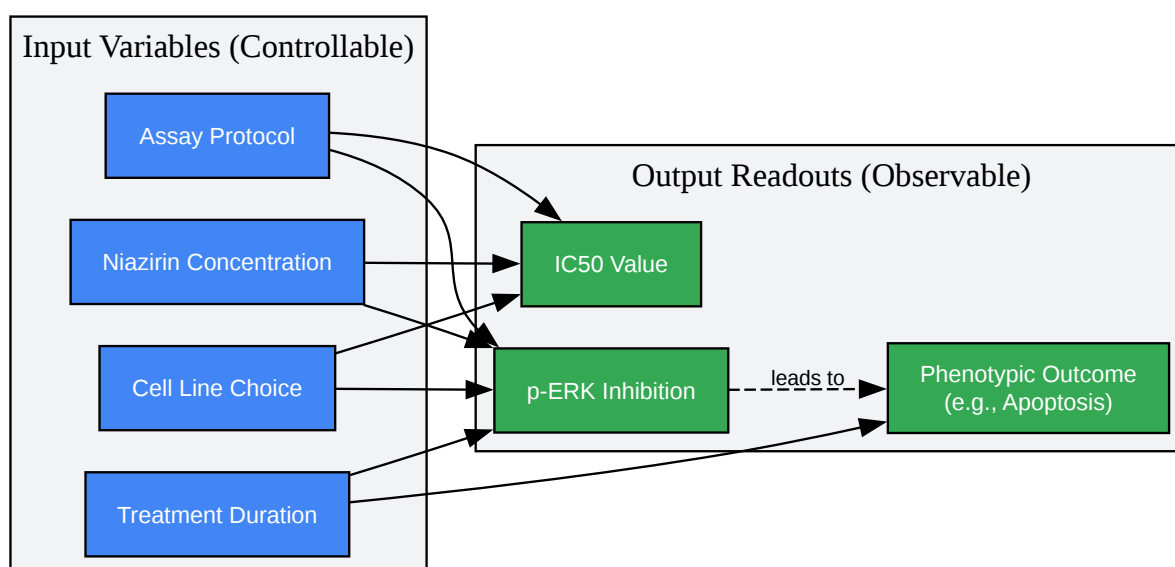 Input Variables (Controllable)
Assay Protocol
Niazirin Concentration
Cell Line Choice
Treatment Duration
Output Readouts (Observable)
IC50 Value
p-ERK Inhibition
leads to
Phenotypic Outcome
(e.g., Apoptosis)